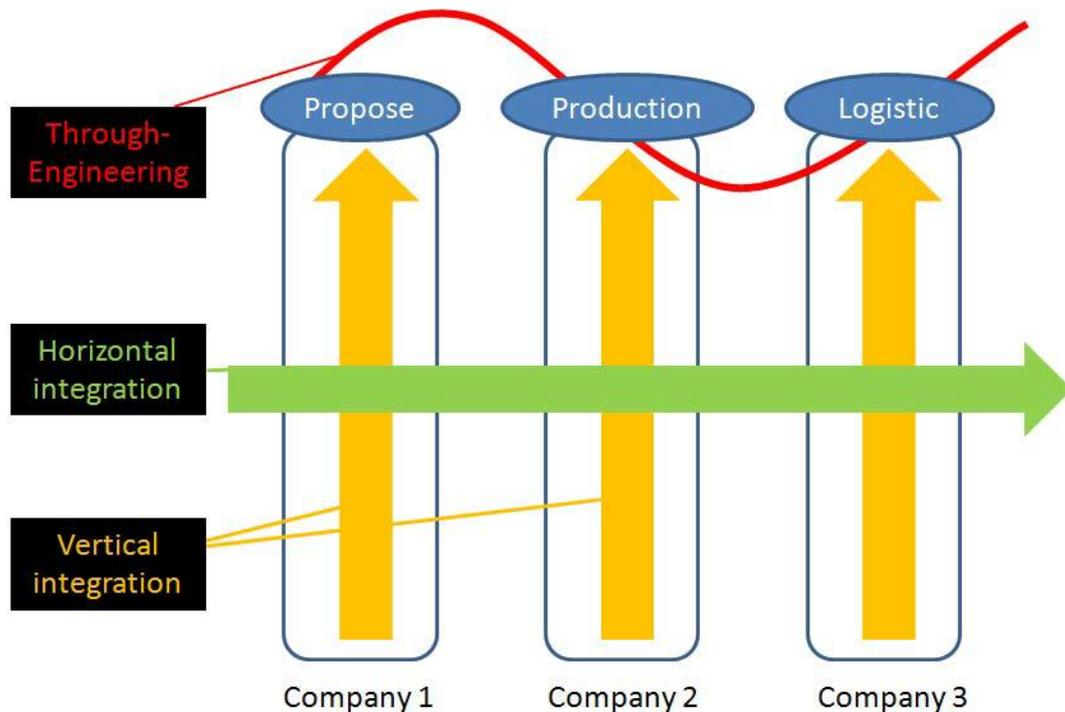 Propose
Production
Logistic
Through-
Engineering
Horizontal
integration
Vertical
integration
Company 1
Company 2
Company 3